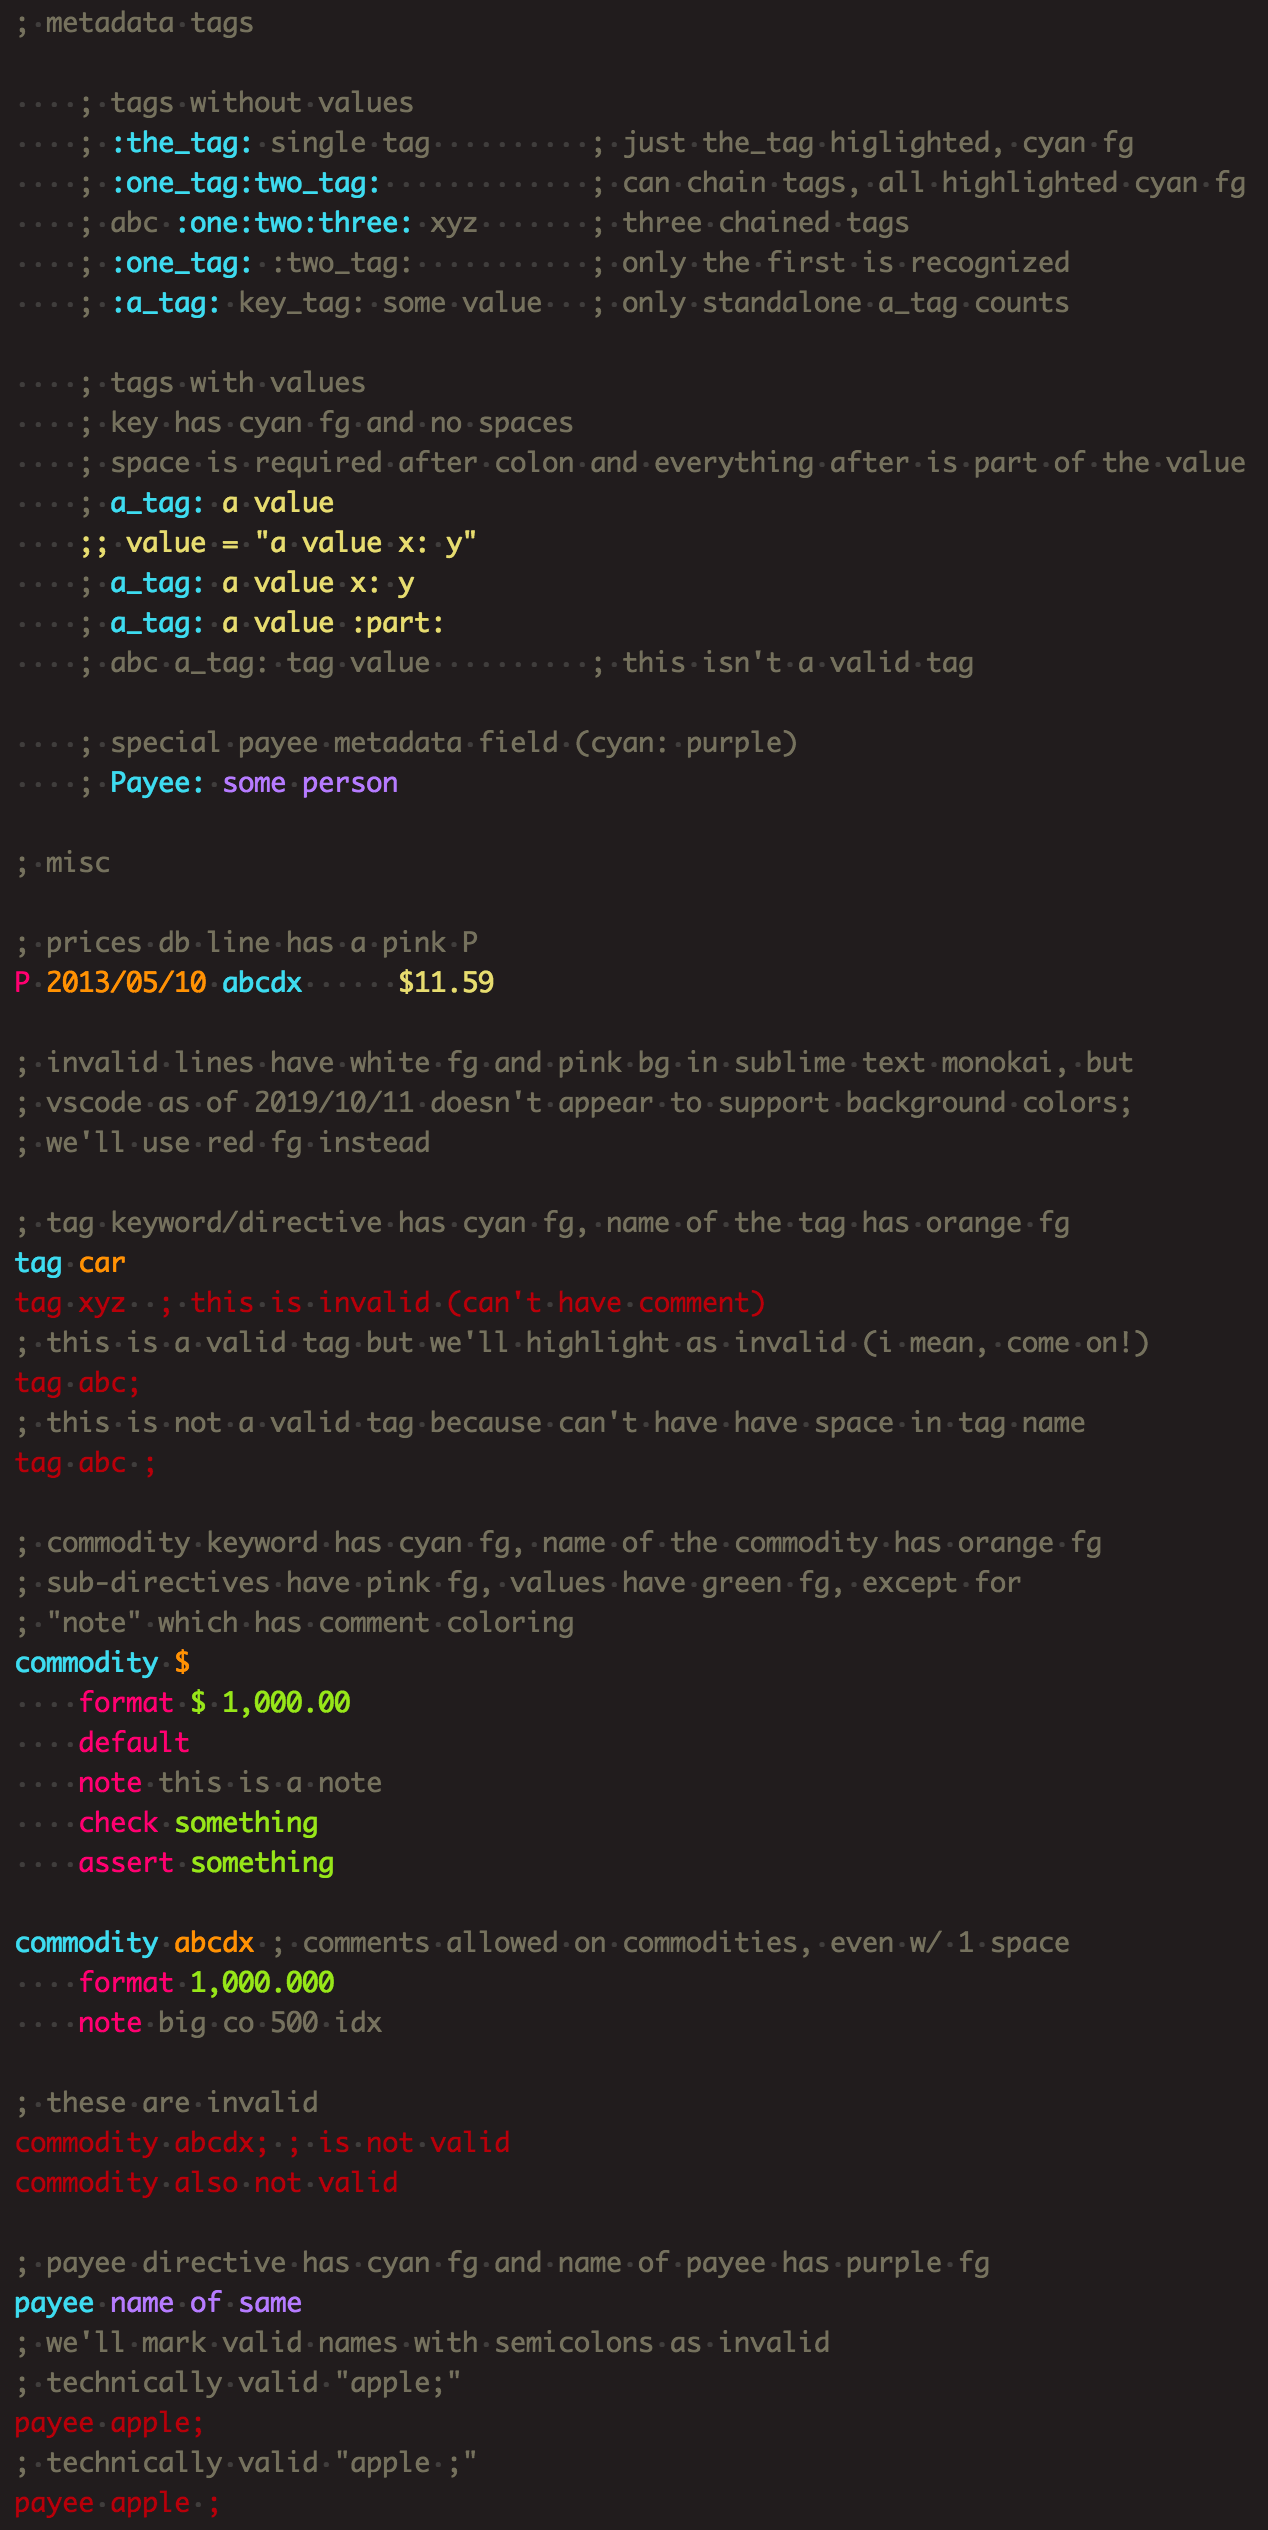 ; metadata tags
    ; tags without values
    ; :the_tag: single tag          ; just the_tag higlighted, cyan fg
    ; :one_tag:two_tag:             ; can chain tags, all highlighted cyan fg
    ; abc :one:two:three: xyz       ; three chained tags
    ; :one_tag: :two_tag:           ; only the first is recognized
    ; :a_tag: key_tag: some value   ; only standalone a_tag counts
    ; tags with values
    ; key has cyan fg and no spaces
    ; space is required after colon and everything after is part of the value
    ; a_tag: a value
    ;; value = "a value x: y"
    ; a_tag: a value x: y
    ; a_tag: a value :part:
    ; abc a_tag: tag value          ; this isn't a valid tag
    ; special payee metadata field (cyan: purple)
    ; Payee: some person
; misc
; prices db line has a pink P
P 2013/05/10 abcdx      $11.59
; invalid lines have white fg and pink bg in sublime text monokai, but
; vscode as of 2019/10/11 doesn't appear to support background colors;
; we'll use red fg instead
; tag keyword/directive has cyan fg, name of the tag has orange fg
tag car
tag xyz  ; this is invalid (can't have comment)
; this is a valid tag but we'll highlight as invalid (i mean, come on!)
tag abc;
; this is not a valid tag because can't have have space in tag name
tag abc ;
; commodity keyword has cyan fg, name of the commodity has orange fg
; sub-directives have pink fg, values have green fg, except for
; "note" which has comment coloring
commodity $
    format $ 1,000.00
    default
    note this is a note
    check something
    assert something
commodity abcdx ; comments allowed on commodities, even w/ 1 space
    format 1,000.000
    note big co 500 idx
; these are invalid
commodity abcdx; ; is not valid
commodity also not valid
; payee directive has cyan fg and name of payee has purple fg
payee name of same
; we'll mark valid names with semicolons as invalid
; technically valid "apple;"
payee apple;
; technically valid "apple ;"
payee apple ;